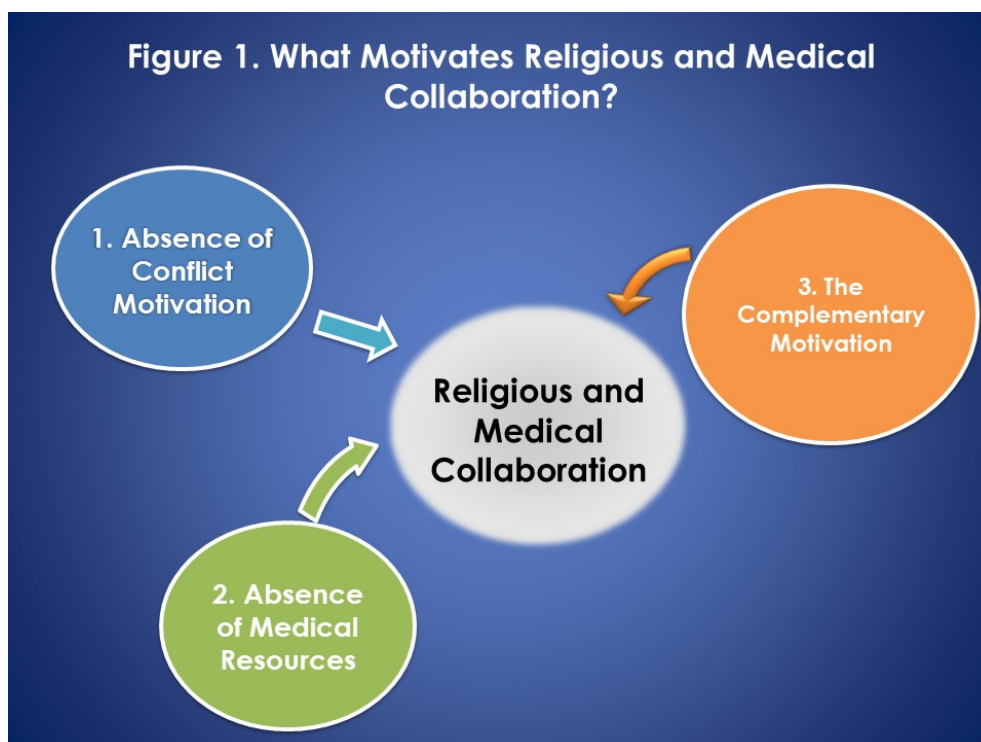 Figure 1. What Motivates Religious and Medical
Collaboration?
1. Absence of
Conflict
Motivation
3. The
Complementary
Motivation
Religious and
Medical
Collaboration
2. Absence
of Medical
Resources